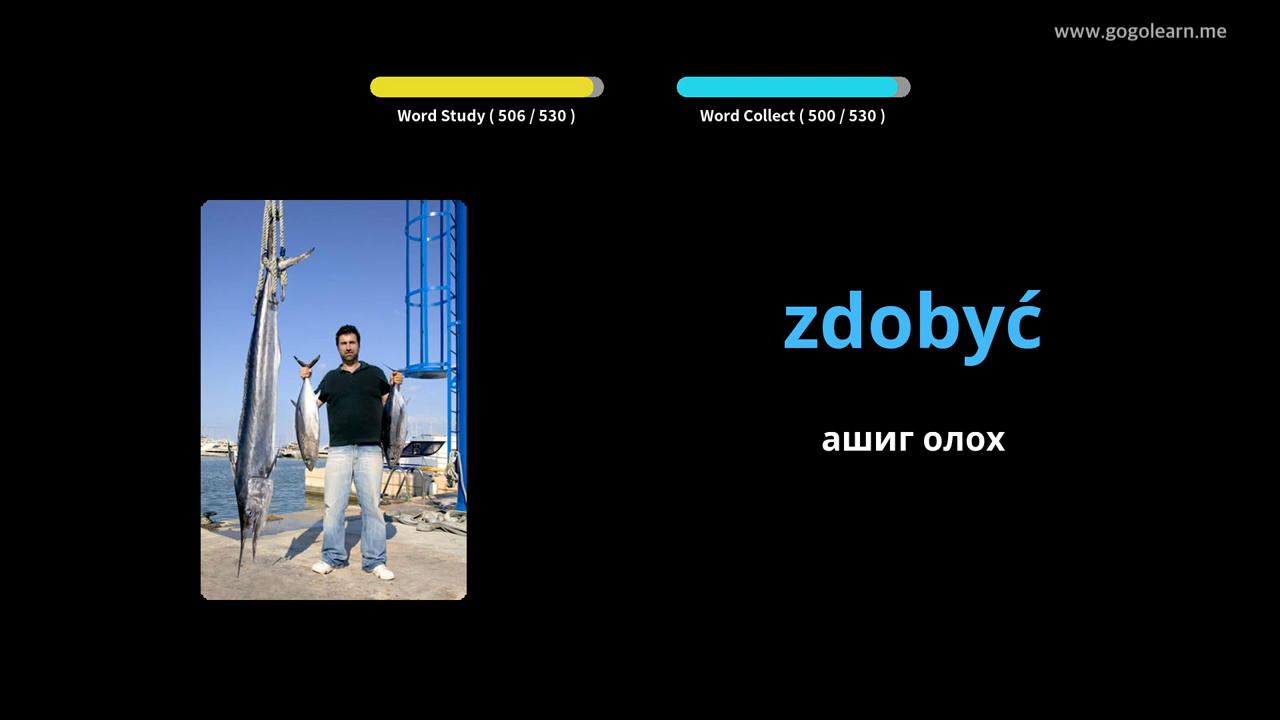 www.gogolearn.me
Word Study ( 506 / 530 )
Word Collect ( 500 / 530 )
zdobyć
ашиг олох